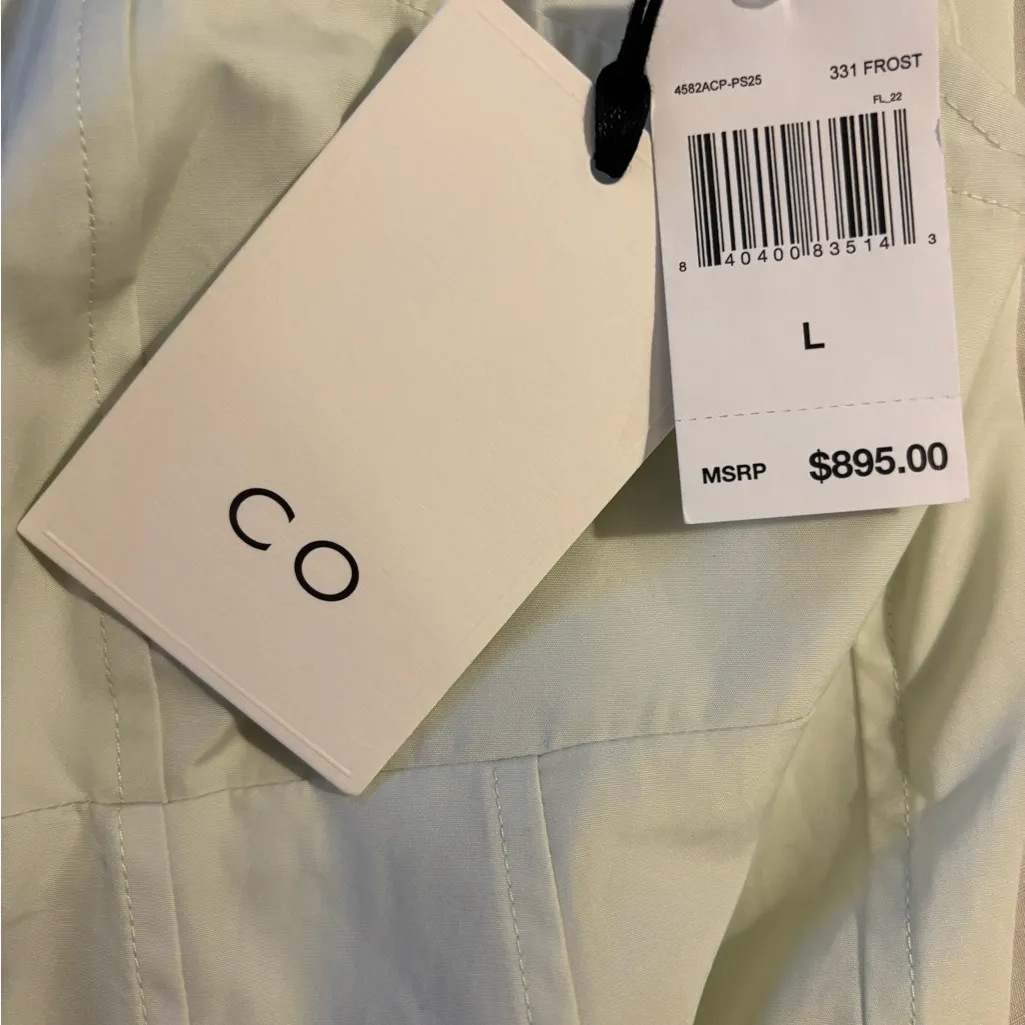 4582ACP-PS25 331 FROST
FL_22
8 40400 83514 3
L
MSRP $895.00
CO